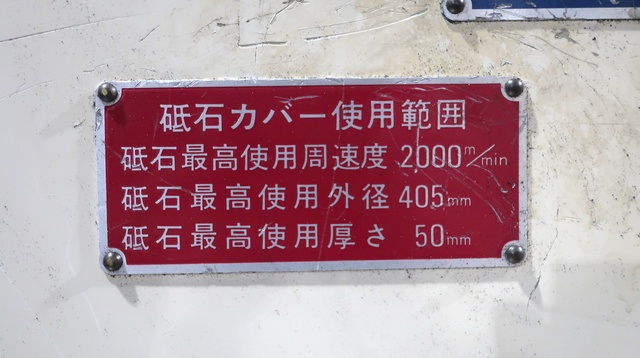 砥石カバー使用範囲
砥石最高使用周速度 2000m/min
砥石最高使用外径 405mm
砥石最高使用厚さ 50mm